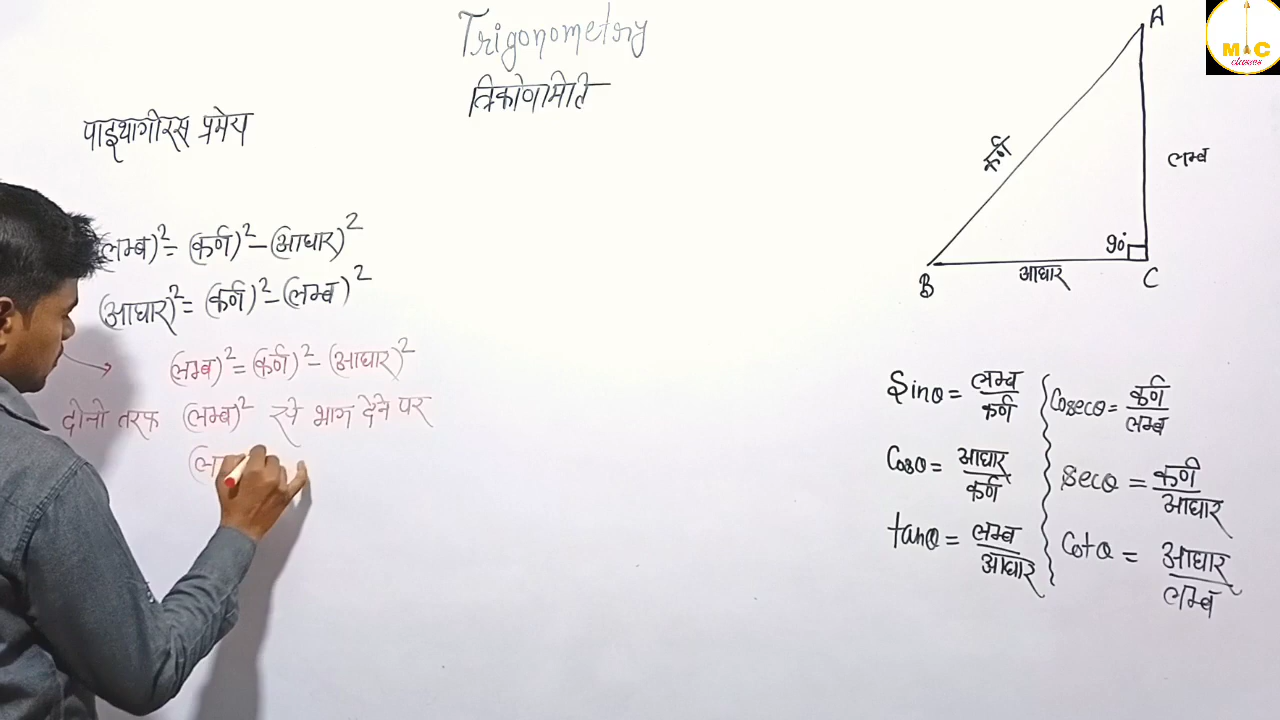 Trigonometry
त्रिकोणमिति
पाइथागोरस प्रमेय
(लम्ब)² = (कर्ण)² – (आधार)²
(आधार)² = (कर्ण)² – (लम्ब)²
(लम्ब)² = (कर्ण)² – (आधार)²
दोनो तरफ (लम्ब)² से भाग देने पर
A
कर्ण
लम्ब
90°
B
आधार
C
Sinθ = लम्ब/कर्ण
Cosecθ = कर्ण/लम्ब
Cosθ = आधार/कर्ण
Secθ = कर्ण/आधार
tanθ = लम्ब/आधार
Cotθ = आधार/लम्ब
MAC
classes